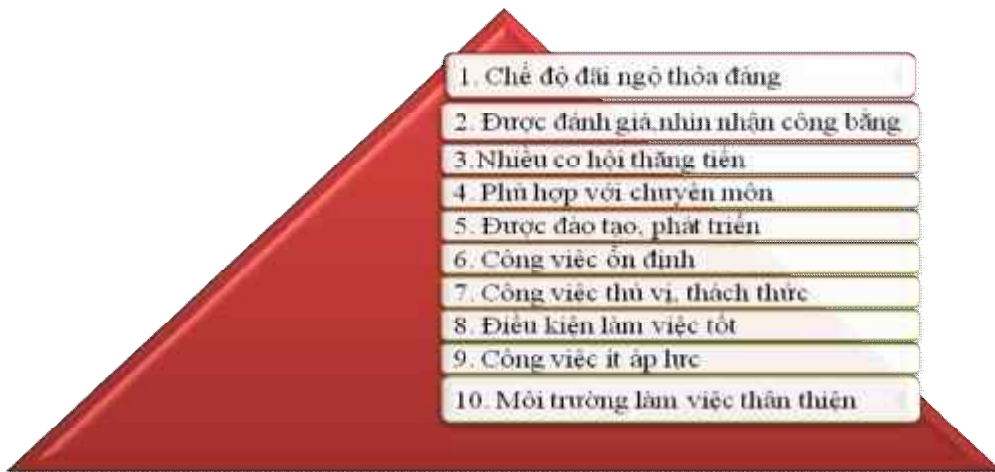 1. Chế độ đãi ngộ thỏa đáng
2. Được đánh giá,nhìn nhận công bằng
3.Nhiều cơ hội thăng tiến
4. Phù hợp với chuyên môn
5. Được đào tạo, phát triển
6. Công việc ổn định
7. Công việc thú vị, thách thức
8. Điều kiện làm việc tốt
9. Công việc ít áp lực
10. Môi trường làm việc thân thiện